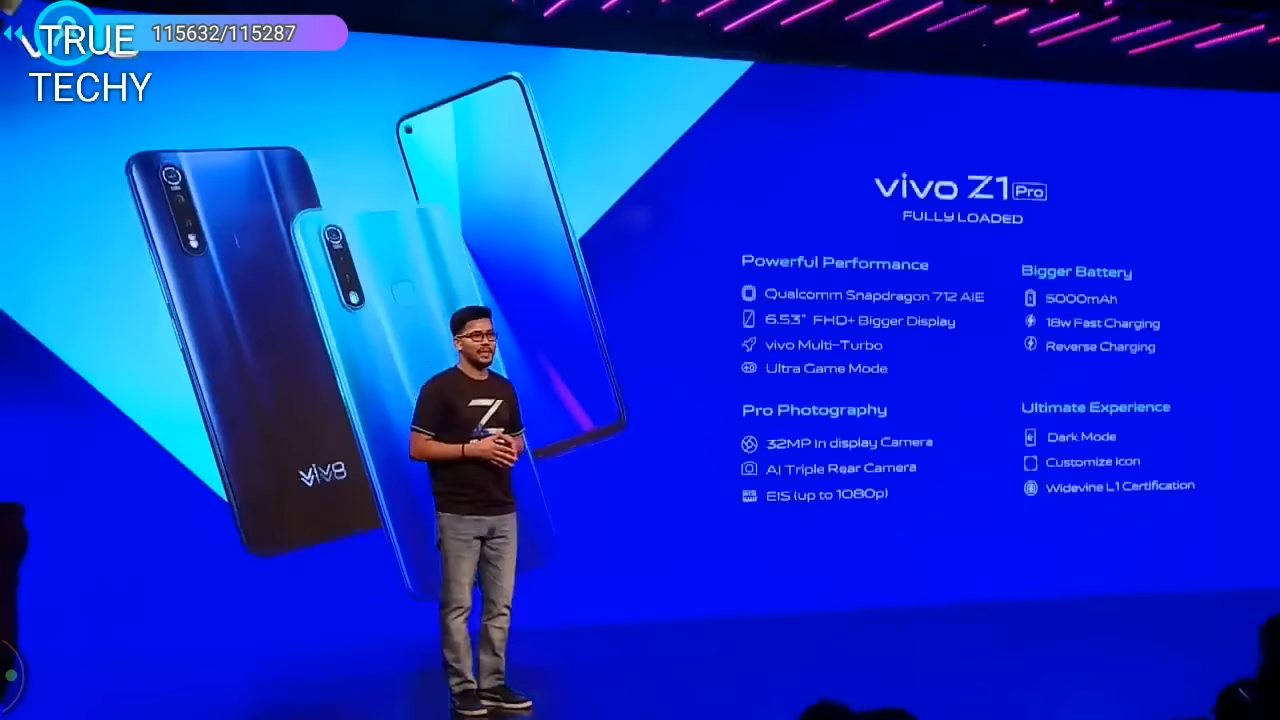 TRUE
TECHY
115632/115287
vivo Z1 Pro
FULLY LOADED
Powerful Performance
Qualcomm Snapdragon 712 AIE
6.53" FHD+ Bigger Display
vivo Multi-Turbo
Ultra Game Mode
Pro Photography
32MP In display Camera
AI Triple Rear Camera
EIS (up to 1080p)
Bigger Battery
5000mAh
18w Fast Charging
Reverse Charging
Ultimate Experience
Dark Mode
Customize Icon
Widevine L1 Certification
Z